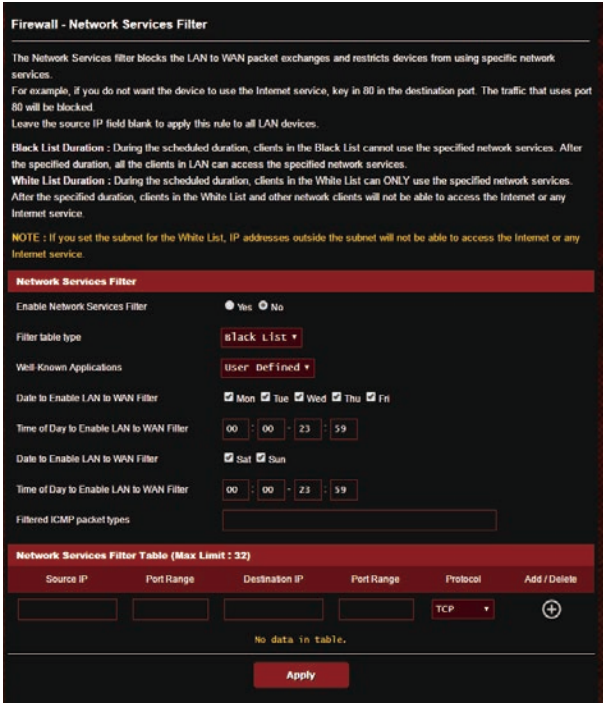 Firewall - Network Services Filter
The Network Services filter blocks the LAN to WAN packet exchanges and restricts devices from using specific network
services.
For example, if you do not want the device to use the Internet service, key in 80 in the destination port. The traffic that uses port
80 will be blocked.
Leave the source IP field blank to apply this rule to all LAN devices.
Black List Duration : During the scheduled duration, clients in the Black List cannot use the specified network services. After
the specified duration, all the clients in LAN can access the specified network services.
White List Duration : During the scheduled duration, clients in the White List can ONLY use the specified network services.
After the specified duration, clients in the White List and other network clients will not be able to access the Internet or any
Internet service.
NOTE : If you set the subnet for the White List, IP addresses outside the subnet will not be able to access the Internet or any
Internet service.
Network Services Filter
Enable Network Services Filter Yes No
Filter table type Black List
Well-Known Applications User Defined
Date to Enable LAN to WAN Filter Mon Tue Wed Thu Fri
Time of Day to Enable LAN to WAN Filter 00 : 00 - 23 : 59
Date to Enable LAN to WAN Filter Sat Sun
Time of Day to Enable LAN to WAN Filter 00 : 00 - 23 : 59
Filtered ICMP packet types
Network Services Filter Table (Max Limit : 32)
Source IP Port Range Destination IP Port Range Protocol Add / Delete
TCP
No data in table.
Apply